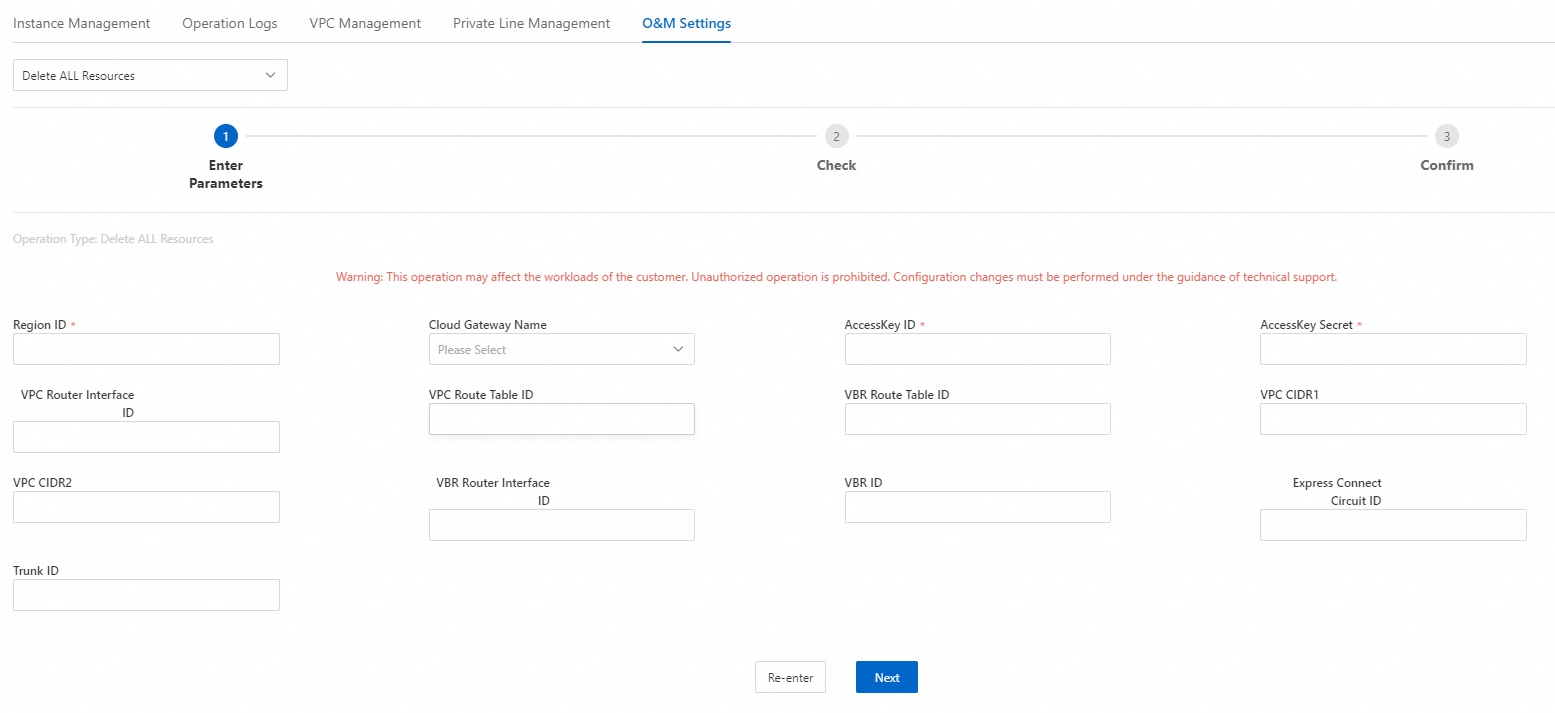 Instance Management Operation Logs VPC Management Private Line Management O&M Settings
Delete ALL Resources
1 2 3
Enter Parameters Check Confirm
Operation Type: Delete ALL Resources
Warning: This operation may affect the workloads of the customer. Unauthorized operation is prohibited. Configuration changes must be performed under the guidance of technical support.
Region ID * Cloud Gateway Name AccessKey ID * AccessKey Secret *
Please Select
VPC Router Interface ID VPC Route Table ID VBR Route Table ID VPC CIDR1
VPC CIDR2 VBR Router Interface ID VBR ID Express Connect Circuit ID
Trunk ID
Re-enter Next